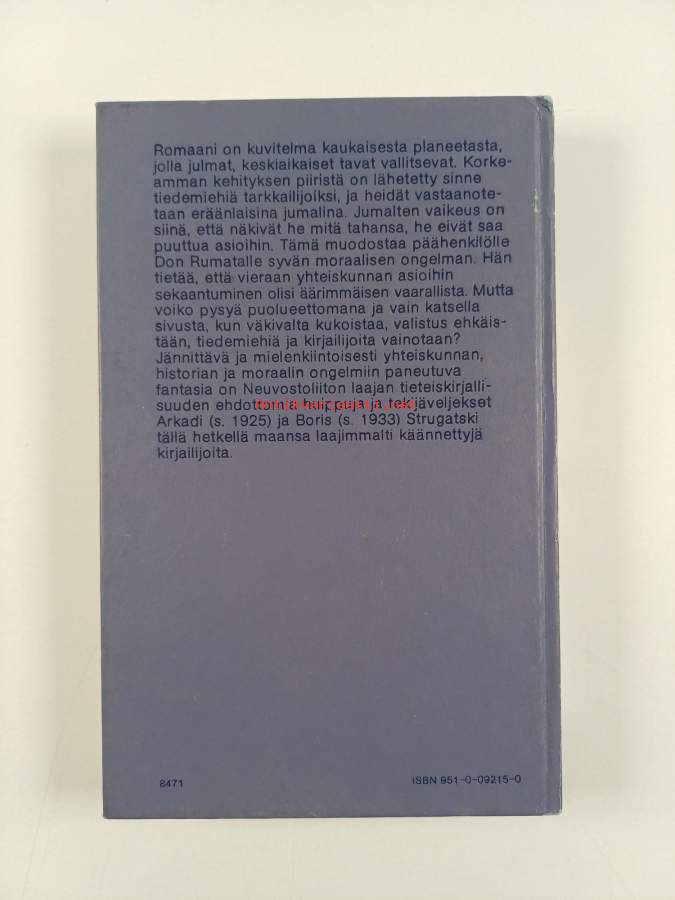 Romaani on kuvitelma kaukaisesta planeetasta,
jolla julmat, keskiaikaiset tavat vallitsevat. Korke-
amman kehityksen piiristä on lähetetty sinne
tiedemiehiä tarkkailijoiksi, ja heidät vastaanote-
taan eräänlaisina jumalina. Jumalten vaikeus on
siinä, että näkivät he mitä tahansa, he eivät saa
puuttua asioihin. Tämä muodostaa päähenkilölle
Don Rumatalle syvän moraalisen ongelman. Hän
tietää, että vieraan yhteiskunnan asioihin
sekaantuminen olisi äärimmäisen vaarallista. Mutta
voiko pysyä puolueettomana ja vain katsella
sivusta, kun väkivalta kukoistaa, valistus ehkäis-
tään, tiedemiehiä ja kirjailijoita vainotaan?
Jännittävä ja mielenkiintoisesti yhteiskunnan,
historian ja moraalin ongelmiin paneutuva
fantasia on Neuvostoliiton laajan tieteiskirjalli-
suuden ehdottomia huippuja ja tekijäveljekset
Arkadi (s. 1925) ja Boris (s. 1933) Strugatski
tällä hetkellä maansa laajimmalti käännettyjä
kirjailijoita.
8471
ISBN 951-0-09215-0